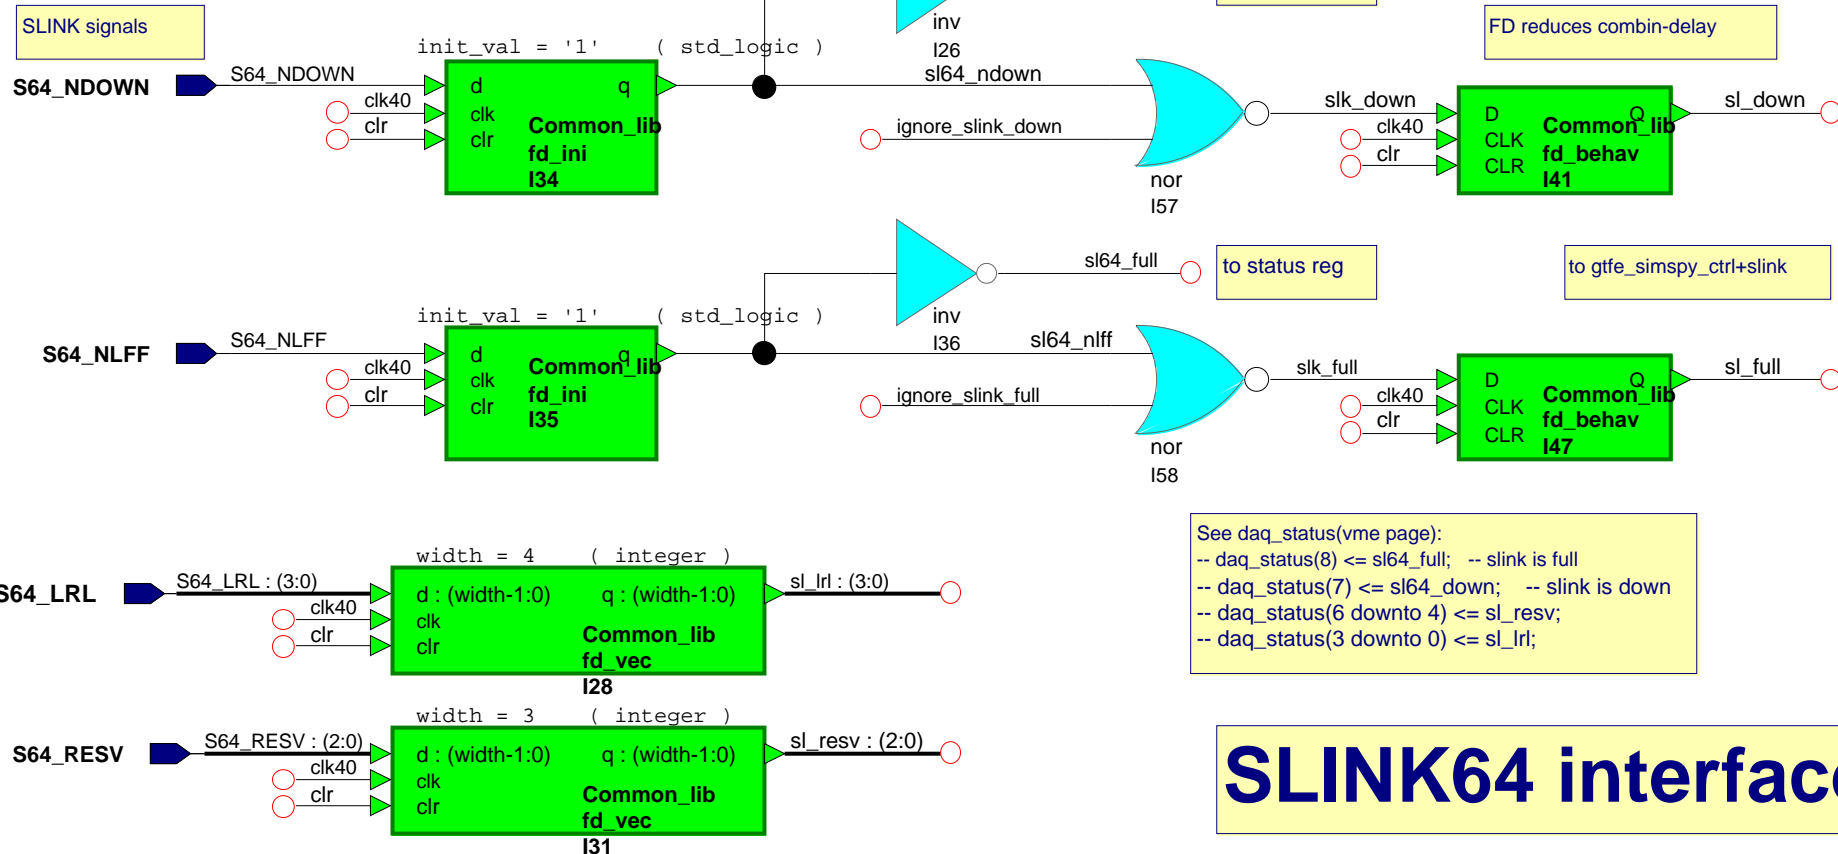 SLINK signals
inv
I26
FD reduces combin-delay
init_val = '1' ( std_logic )
S64_NDOWN
S64_NDOWN
clk40
clr
d q
clk
clr
Common_lib
fd_ini
I34
sl64_ndown
ignore_slink_down
nor
I57
slk_down
clk40
clr
D Q
CLK
CLR
Common_lib
fd_behav
I41
sl_down
sl64_full
to status reg
to gtfe_simspy_ctrl+slink
inv
I36
init_val = '1' ( std_logic )
S64_NLFF
S64_NLFF
clk40
clr
d q
clk
clr
Common_lib
fd_ini
I35
sl64_nlff
ignore_slink_full
nor
I58
slk_full
clk40
clr
D Q
CLK
CLR
Common_lib
fd_behav
I47
sl_full
See daq_status(vme page):
-- daq_status(8) <= sl64_full; -- slink is full
-- daq_status(7) <= sl64_down; -- slink is down
-- daq_status(6 downto 4) <= sl_resv;
-- daq_status(3 downto 0) <= sl_lrl;
width = 4 ( integer )
S64_LRL
S64_LRL : (3:0)
clk40
clr
d : (width-1:0) q : (width-1:0)
clk
clr
Common_lib
fd_vec
I28
sl_lrl : (3:0)
width = 3 ( integer )
S64_RESV
S64_RESV : (2:0)
clk40
clr
d : (width-1:0) q : (width-1:0)
clk
clr
Common_lib
fd_vec
I31
sl_resv : (2:0)
SLINK64 interface